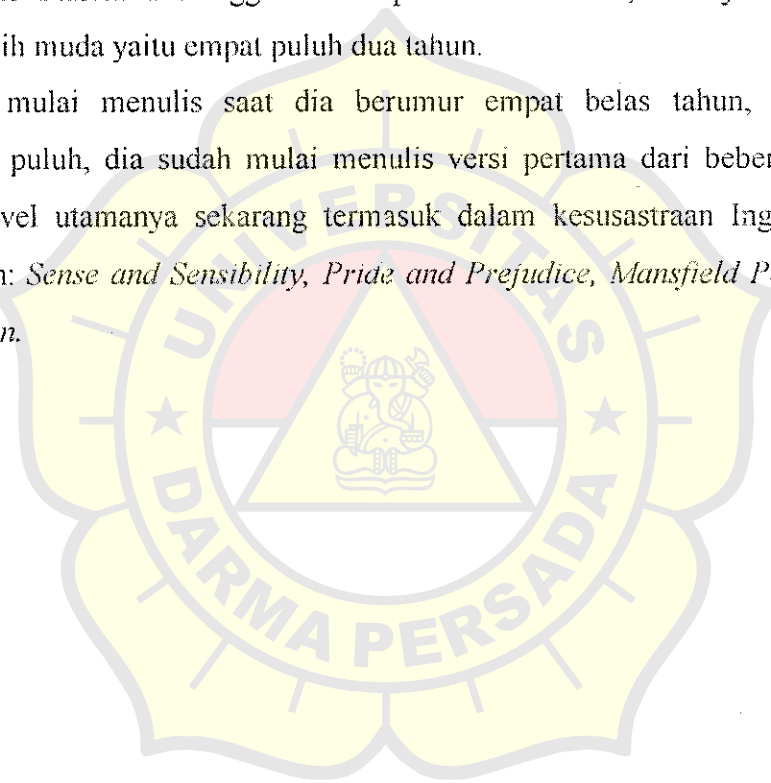 ih muda yaitu empat puluh dua tahun.
mulai menulis saat dia berumur empat belas tahun,
puluh, dia sudah mulai menulis versi pertama dari beber
vel utamanya sekarang termasuk dalam kesusastraan Ing
n: Sense and Sensibility, Pride and Prejudice, Mansfield P
n.
UNIVERSITAS
DARMA PERSADA